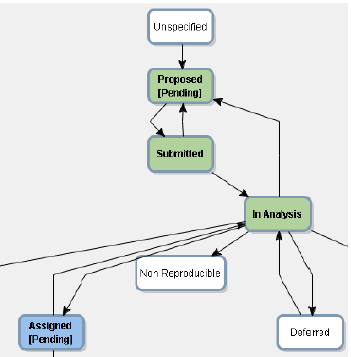 Unspecified
Proposed
[Pending]
Submitted
In Analysis
Non Reproducible
Assigned
[Pending]
Deferred